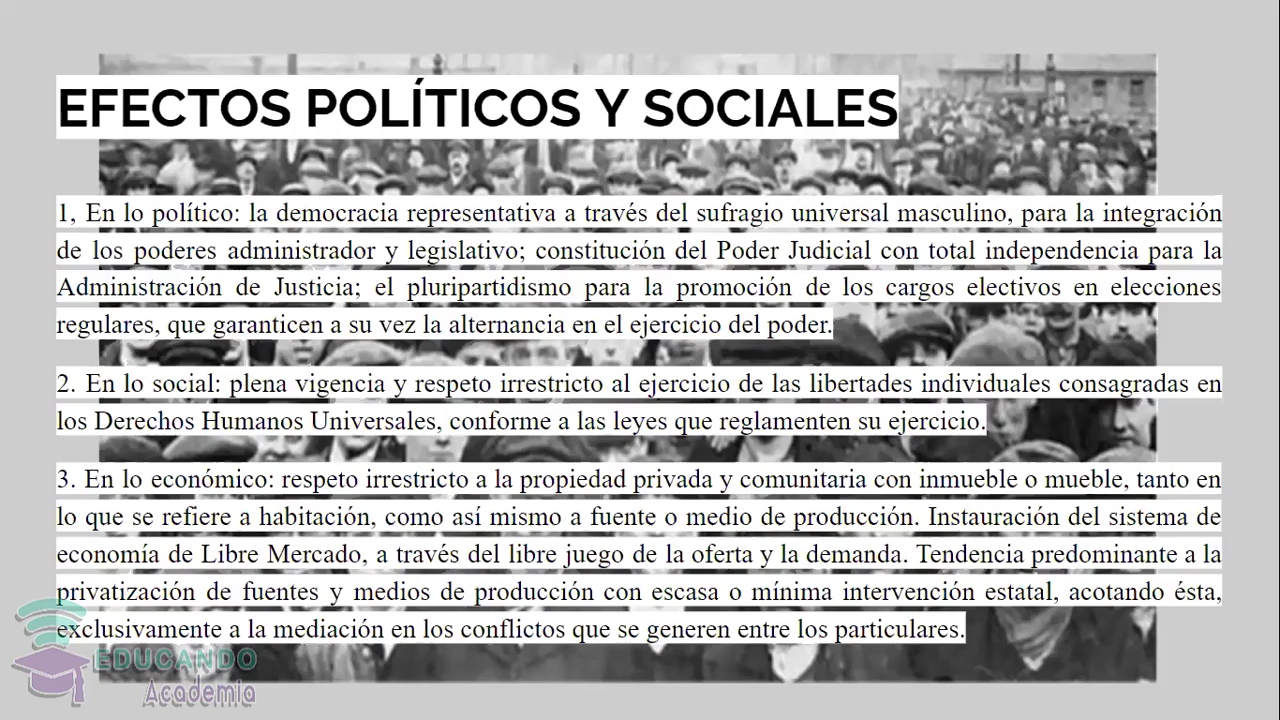 EFECTOS POLÍTICOS Y SOCIALES
1, En lo político: la democracia representativa a través del sufragio universal masculino, para la integración
de los poderes administrador y legislativo; constitución del Poder Judicial con total independencia para la
Administración de Justicia; el pluripartidismo para la promoción de los cargos electivos en elecciones
regulares, que garanticen a su vez la alternancia en el ejercicio del poder.
2. En lo social: plena vigencia y respeto irrestricto al ejercicio de las libertades individuales consagradas en
los Derechos Humanos Universales, conforme a las leyes que reglamenten su ejercicio.
3. En lo económico: respeto irrestricto a la propiedad privada y comunitaria con inmueble o mueble, tanto en
lo que se refiere a habitación, como así mismo a fuente o medio de producción. Instauración del sistema de
economía de Libre Mercado, a través del libre juego de la oferta y la demanda. Tendencia predominante a la
privatización de fuentes y medios de producción con escasa o mínima intervención estatal, acotando ésta,
exclusivamente a la mediación en los conflictos que se generen entre los particulares.
EDUCANDO
Academia